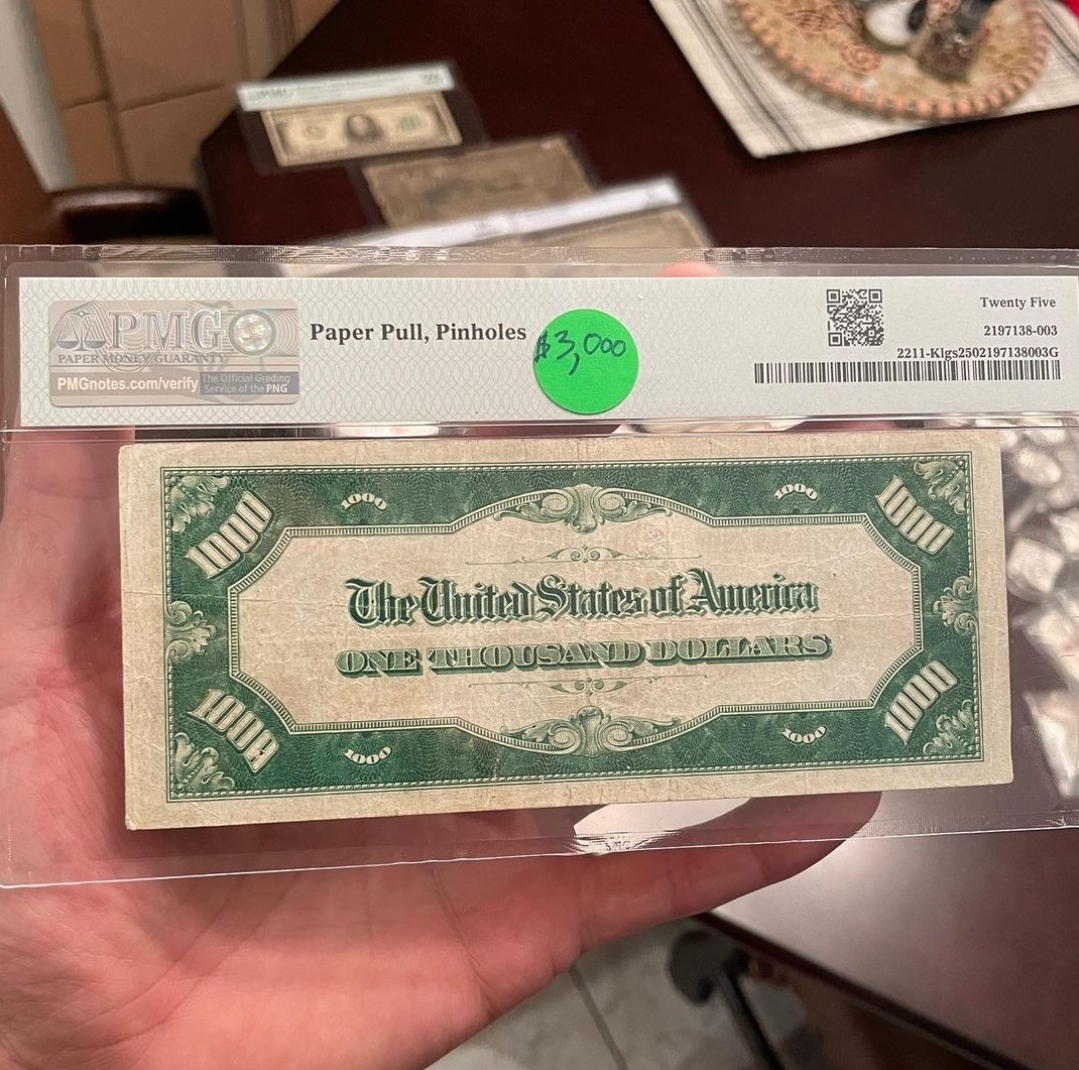 PMG
PAPER MONEY GUARANTY
PMGnotes.com/verify
The Official Grading
Service of the PNG
Paper Pull, Pinholes
$3,000
Twenty Five
2197138-003
2211-Klgs2502197138003G
1000 1000 1000 1000
The United States of America
ONE THOUSAND DOLLARS
1000 1000 1000 1000